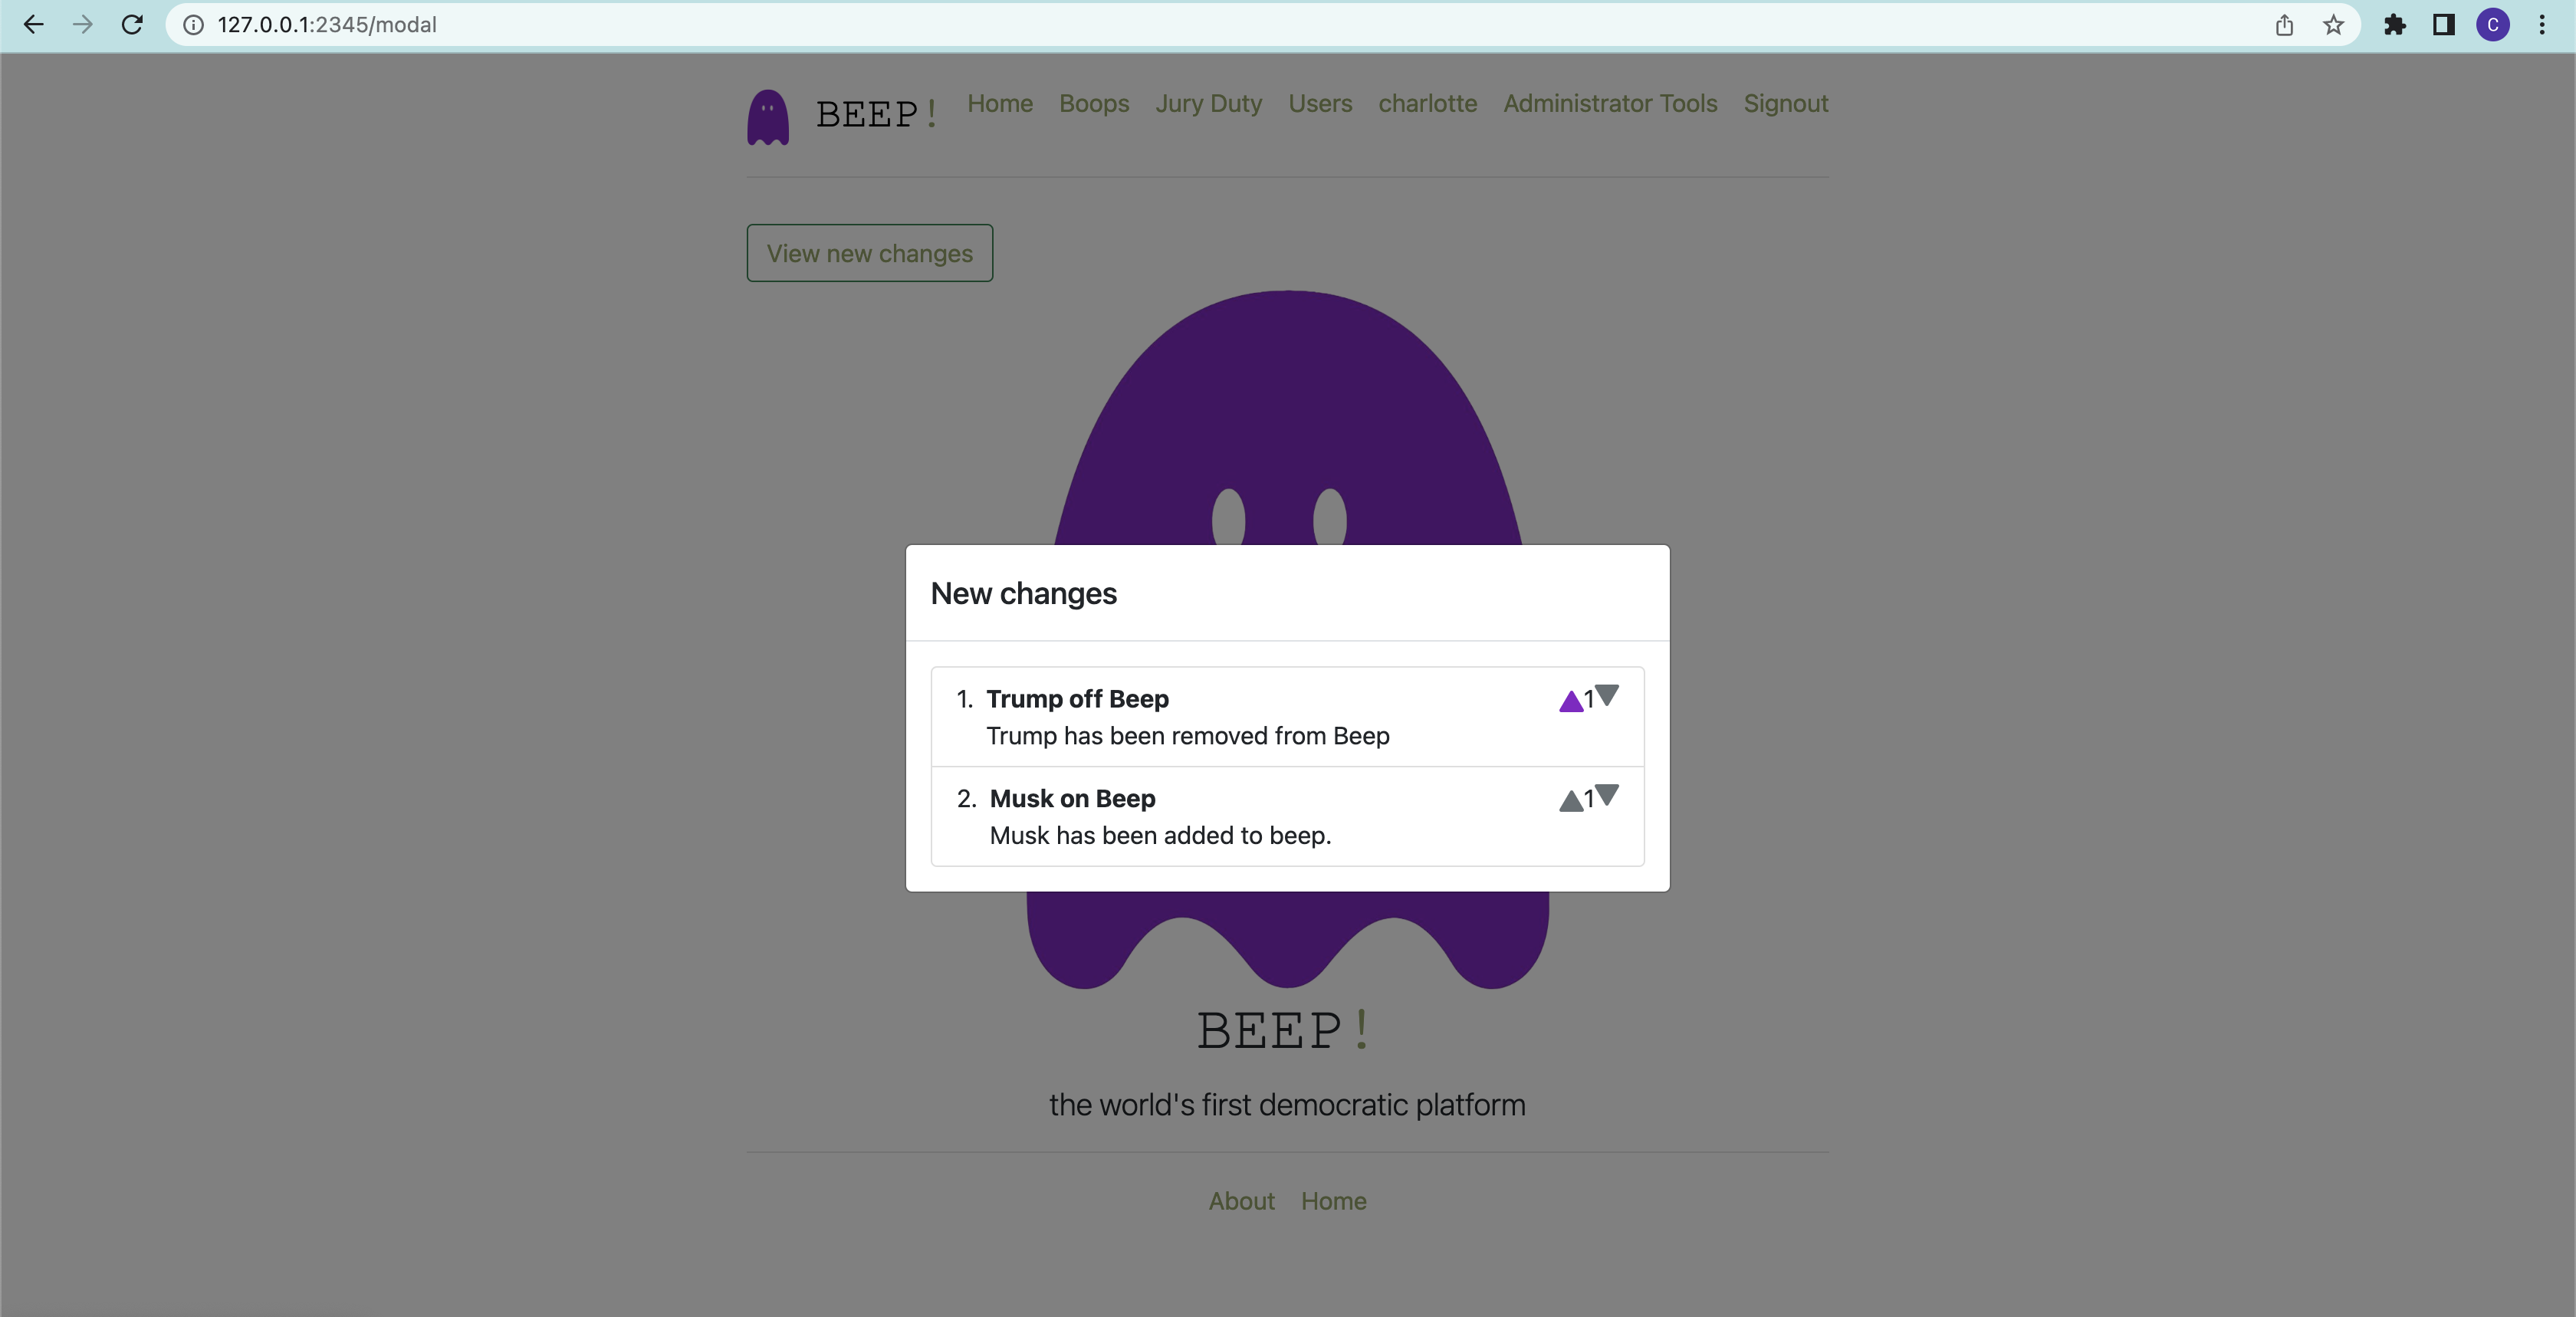 127.0.0.1:2345/modal
C
BEEP! Home Boops Jury Duty Users charlotte Administrator Tools Signout
View new changes
New changes
1. Trump off Beep 1
Trump has been removed from Beep
2. Musk on Beep 1
Musk has been added to beep.
BEEP!
the world's first democratic platform
About Home